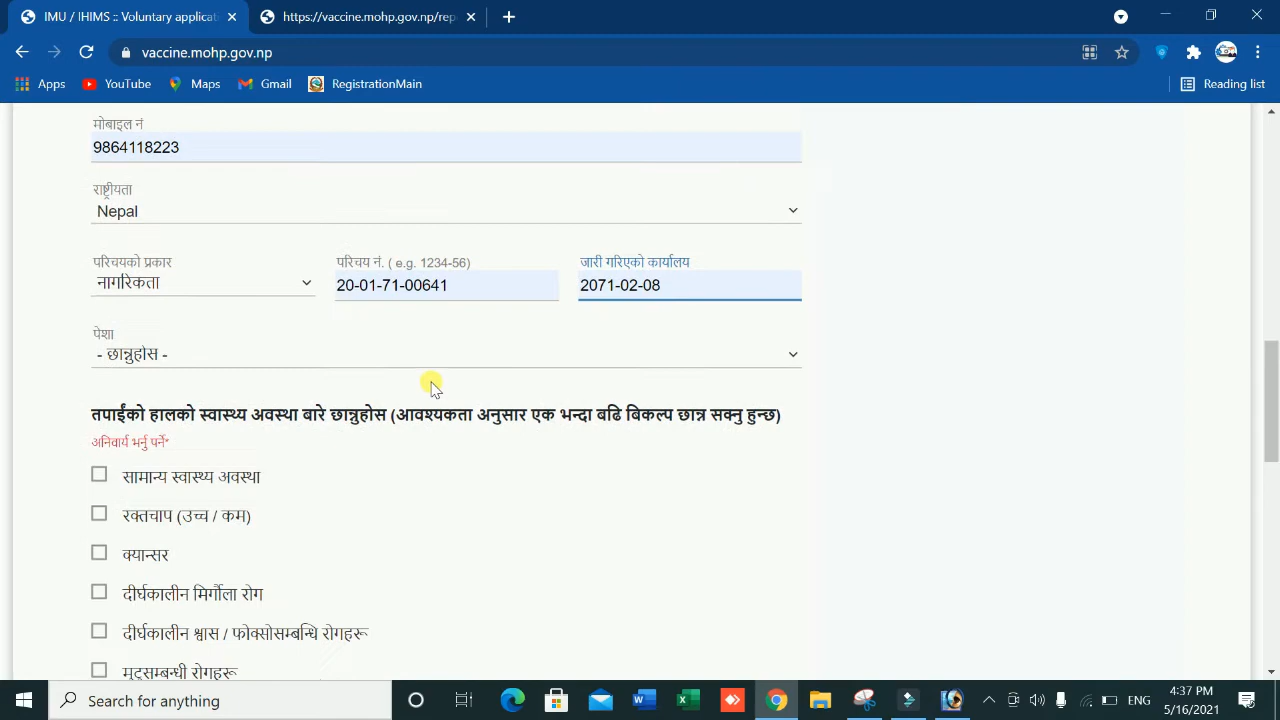 IMU / IHIMS :: Voluntary applicat
https://vaccine.mohp.gov.np/rep
vaccine.mohp.gov.np
Apps
YouTube
Maps
Gmail
RegistrationMain
Reading list
मोबाइल नं
9864118223
राष्ट्रीयता
Nepal
परिचयको प्रकार
परिचय नं. ( e.g. 1234-56)
जारी गरिएको कार्यालय
नागरिकता
20-01-71-00641
2071-02-08
पेशा
- छान्नुहोस -
तपाईंको हालको स्वास्थ्य अवस्था बारे छान्नुहोस (आवश्यकता अनुसार एक भन्दा बढि बिकल्प छान्न सक्नु हुन्छ)
अनिवार्य भर्नु पर्ने*
सामान्य स्वास्थ्य अवस्था
रक्तचाप (उच्च / कम)
क्यान्सर
दीर्घकालीन मिर्गौला रोग
दीर्घकालीन श्वास / फोक्सोसम्बन्धि रोगहरू
मुटुसम्बन्धी रोगहरू
Search for anything
ENG
4:37 PM
5/16/2021